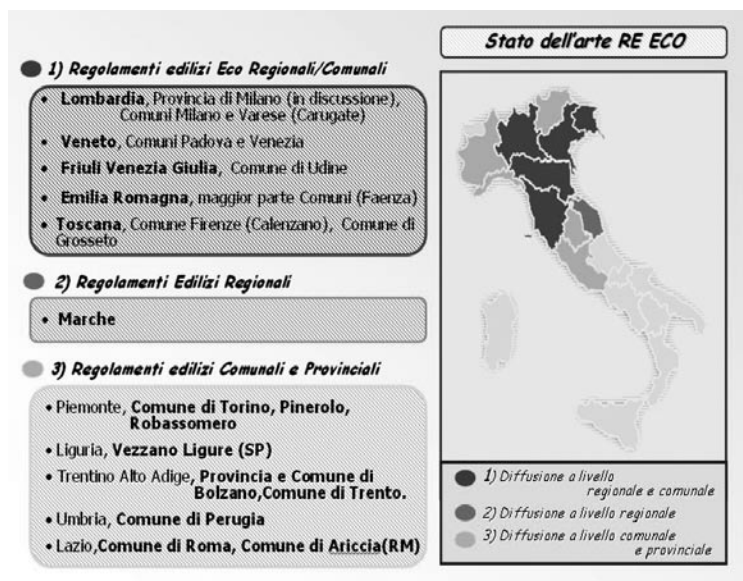 Stato dell'arte RE ECO
1) Regolamenti edilizi Eco Regionali/Comunali
• Lombardia, Provincia di Milano (in discussione),
Comuni Milano e Varese (Carugate)
• Veneto, Comuni Padova e Venezia
• Friuli Venezia Giulia, Comune di Udine
• Emilia Romagna, maggior parte Comuni (Faenza)
• Toscana, Comune Firenze (Calenzano), Comune di
Grosseto
2) Regolamenti Edilizi Regionali
• Marche
3) Regolamenti edilizi Comunali e Provinciali
• Piemonte, Comune di Torino, Pinerolo,
Robassomero
• Liguria, Vezzano Ligure (SP)
• Trentino Alto Adige, Provincia e Comune di
Bolzano,Comune di Trento.
• Umbria, Comune di Perugia
• Lazio,Comune di Roma, Comune di Ariccia(RM)
1) Diffusione a livello
regionale e comunale
2) Diffusione a livello regionale
3) Diffusione a livello comunale
e provinciale